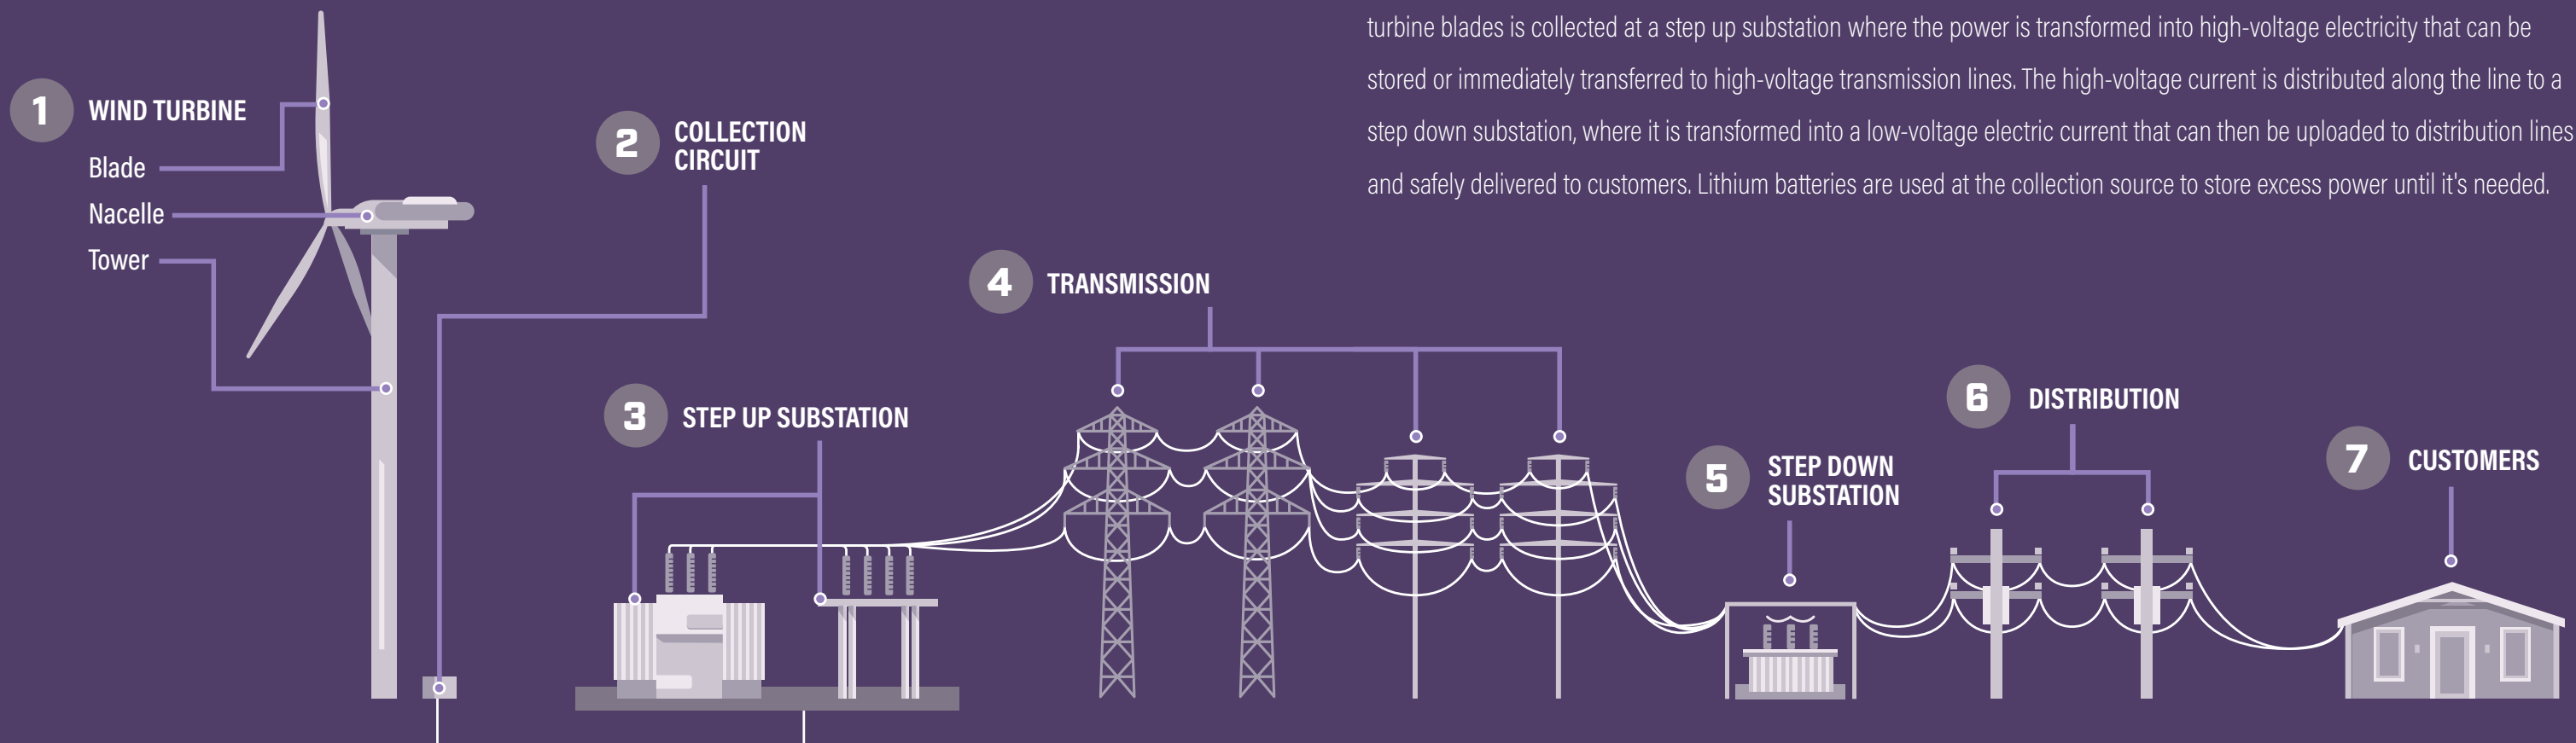 turbine blades is collected at a step up substation where the power is transformed into high-voltage electricity that can be
stored or immediately transferred to high-voltage transmission lines. The high-voltage current is distributed along the line to a
step down substation, where it is transformed into a low-voltage electric current that can then be uploaded to distribution lines
and safely delivered to customers. Lithium batteries are used at the collection source to store excess power until it's needed.
1 WIND TURBINE
Blade
Nacelle
Tower
2 COLLECTION
CIRCUIT
3 STEP UP SUBSTATION
4 TRANSMISSION
5 STEP DOWN
SUBSTATION
6 DISTRIBUTION
7 CUSTOMERS